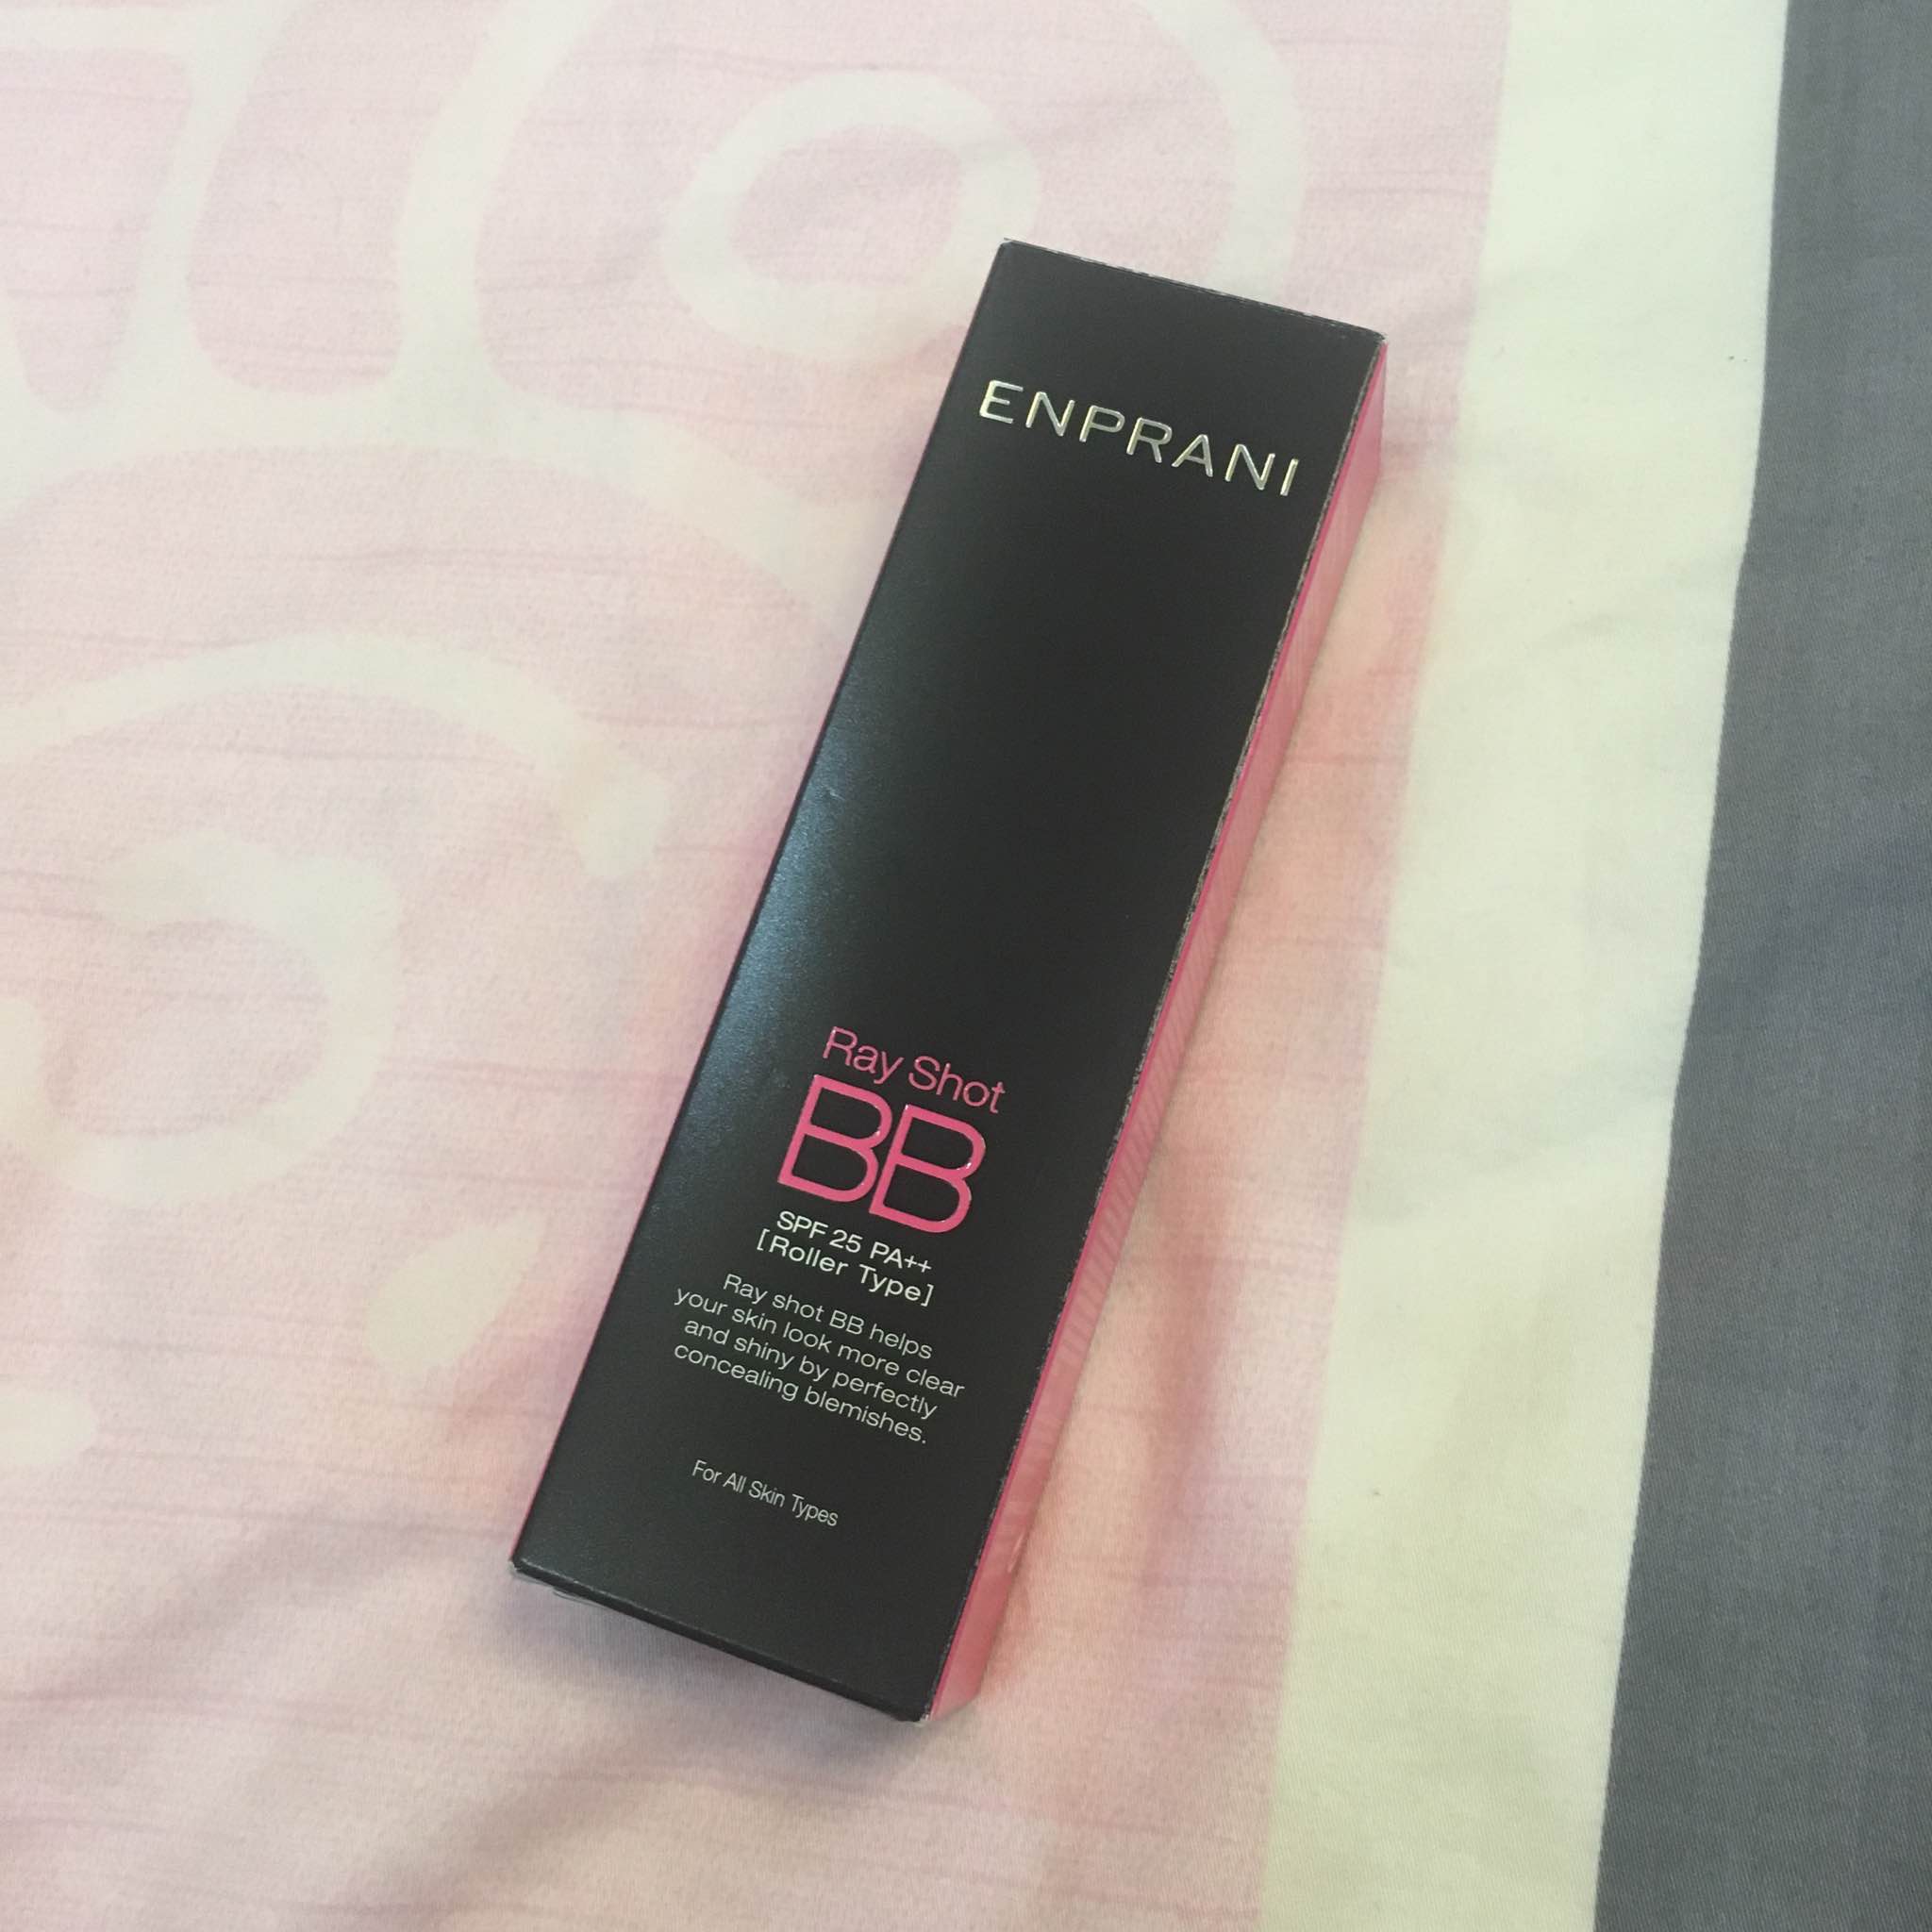 ENPRANI
Ray Shot
BB
SPF 25 PA++
[Roller Type]
Ray shot BB helps
your skin look more clear
and shiny by perfectly
concealing blemishes.
For All Skin Types